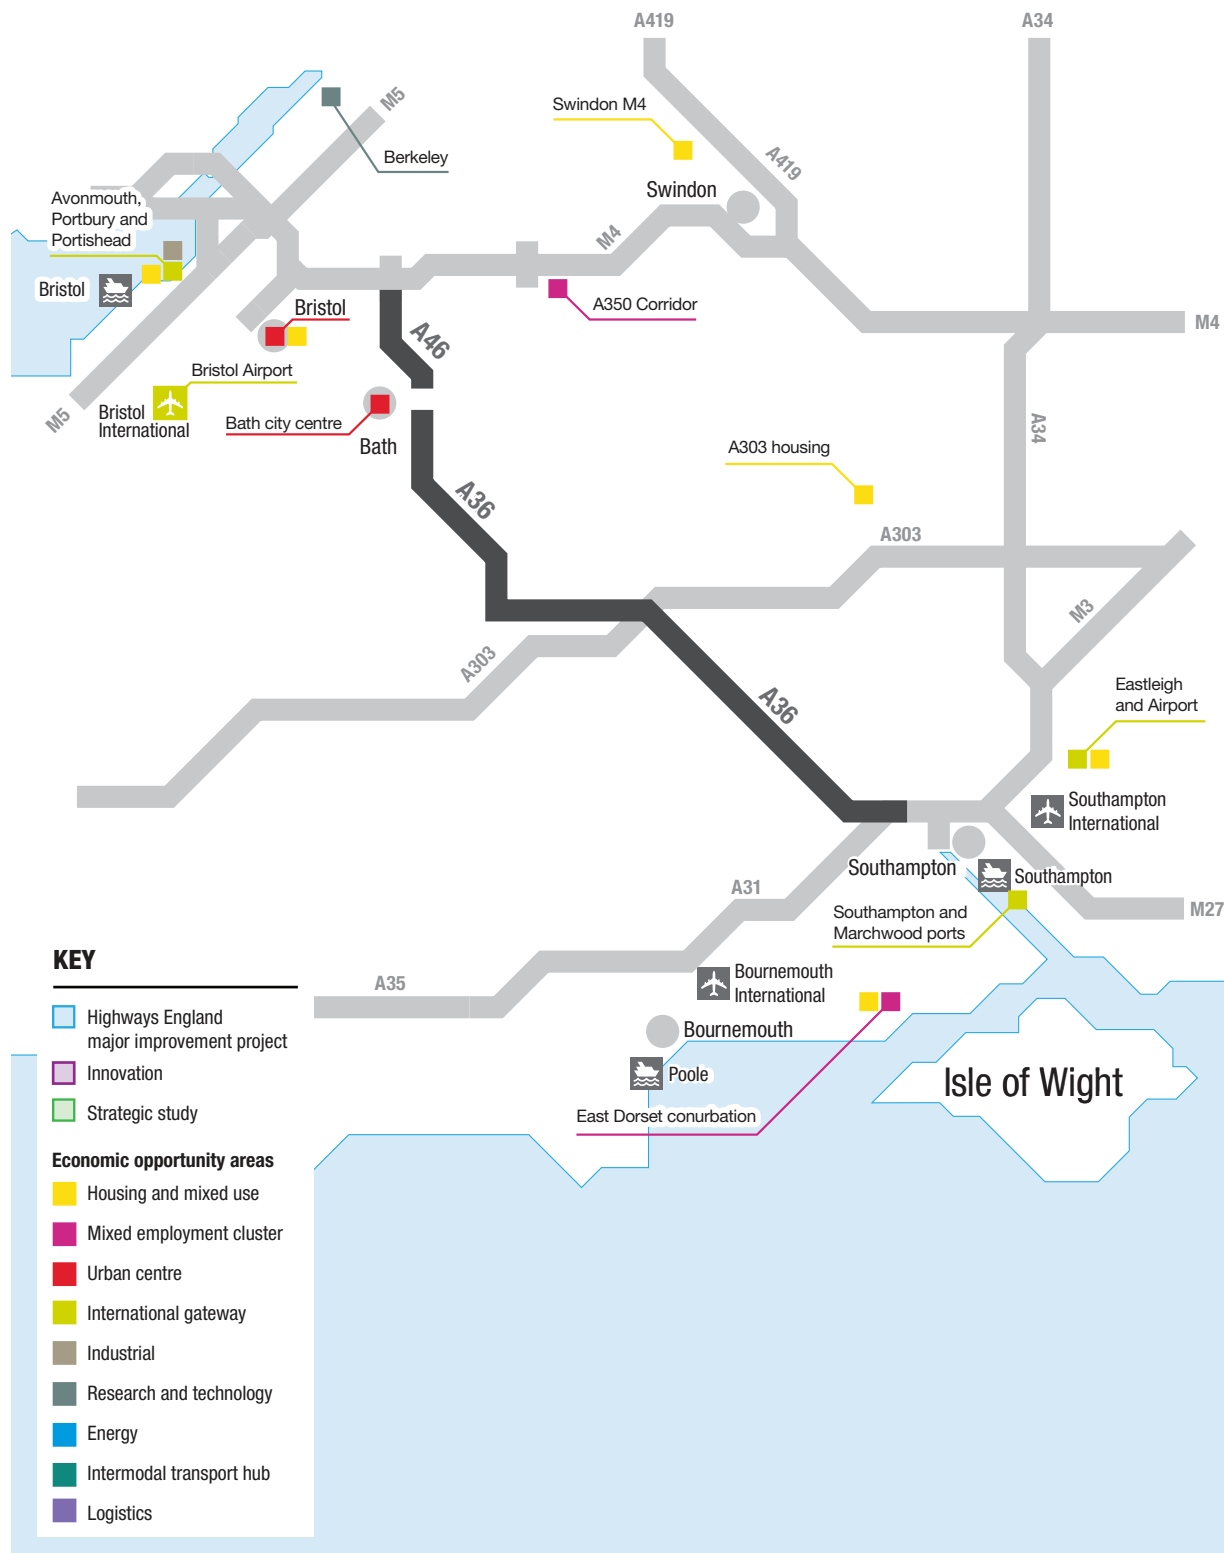 A419
A34
M5
Swindon M4
Berkeley
A419
Swindon
Avonmouth,
Portbury and
Portishead
M4
Bristol
A350 Corridor
Bristol
M4
A46
Bristol Airport
M5
Bristol
International
Bath city centre
Bath
A34
A303 housing
A36
A303
M3
A303
A36
Eastleigh
and Airport
Southampton
International
Southampton
Southampton
A31
Southampton and
Marchwood ports
M27
A35
Bournemouth
International
Bournemouth
Poole
Isle of Wight
East Dorset conurbation
KEY
Highways England
major improvement project
Innovation
Strategic study
Economic opportunity areas
Housing and mixed use
Mixed employment cluster
Urban centre
International gateway
Industrial
Research and technology
Energy
Intermodal transport hub
Logistics